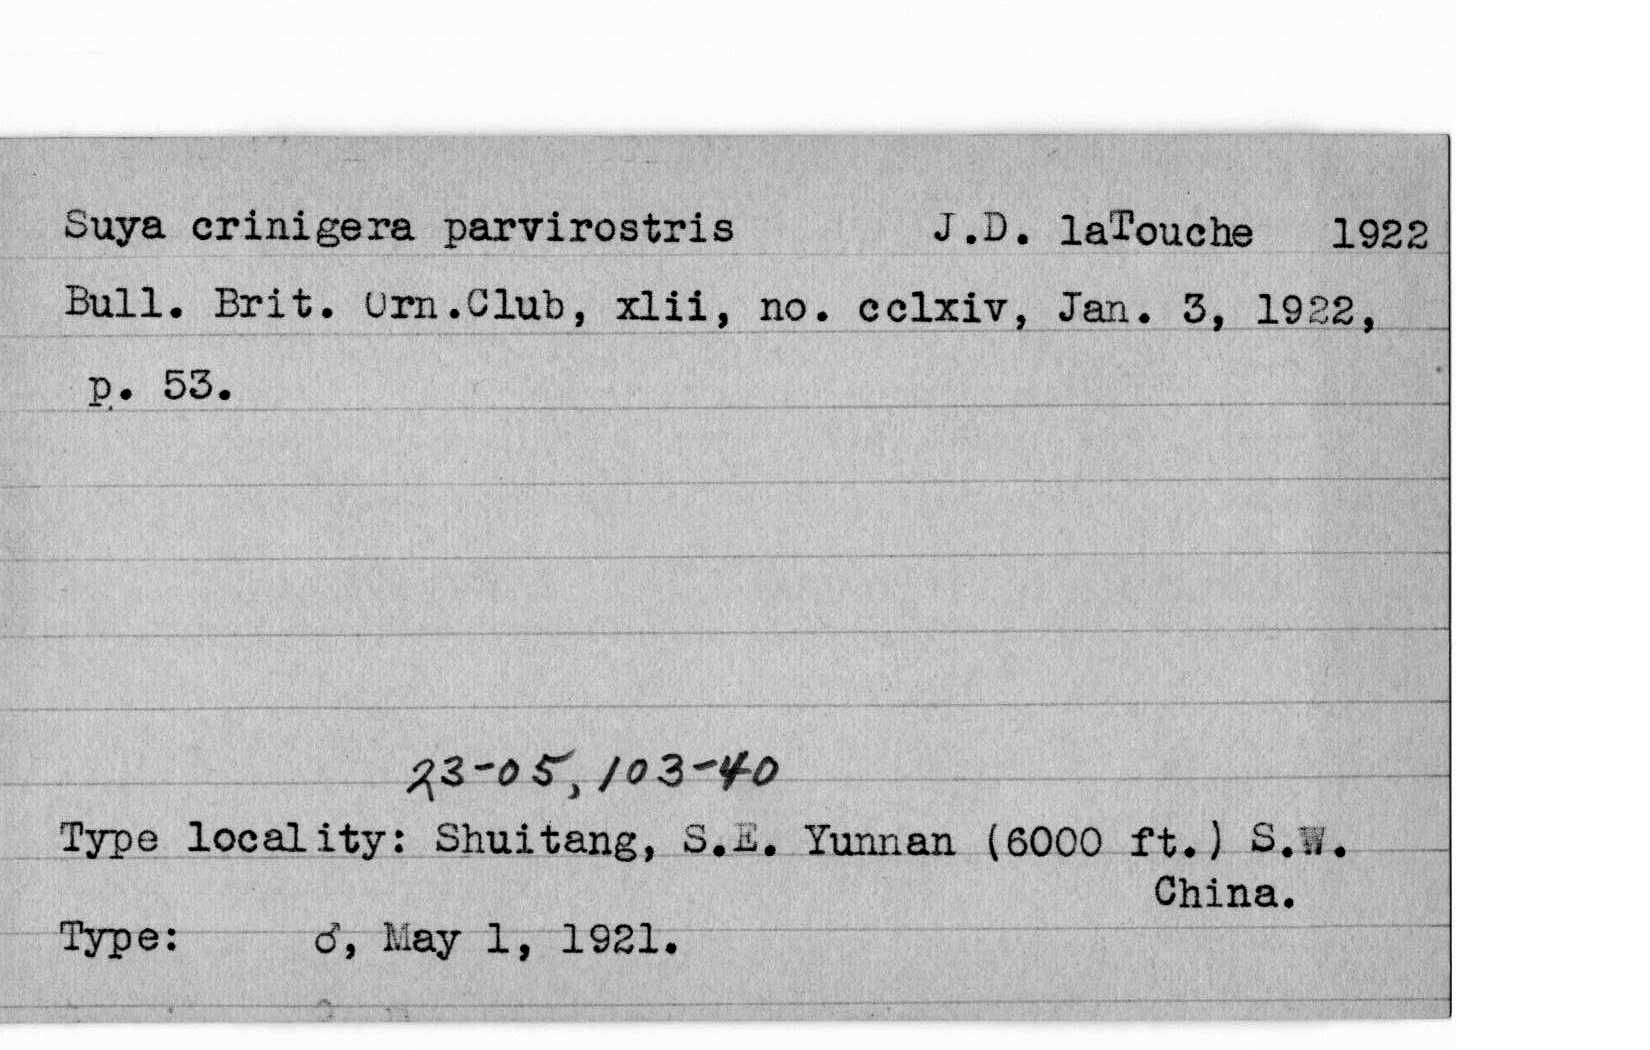 Suya crinigera parvirostris J.D. laTouche 1922
Bull. Brit. Orn.Club, xlii, no. cclxiv, Jan. 3, 1922,
p. 53.
23-05, 103-40
Type locality: Shuitang, S.E. Yunnan (6000 ft.) S.W.
China.
Type: ♂, May 1, 1921.